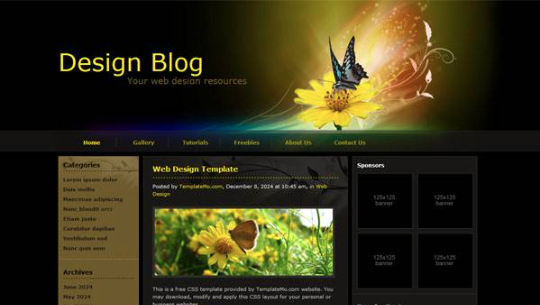 Design Blog
Your web design resources
Home
Gallery
Tutorials
Freebies
About Us
Contact Us
Categories
Lorem ipsum dolor
Duis mollis
Maecenas adipiscing
Nunc blandit orci
Etiam justo
Curabitur dapibus
Vestibulum sed
Nunc quam sem
Archives
June 2024
May 2024
Web Design Template
Posted by TemplateMo.com, December 8, 2024 at 10:45 am, in Web
Design
This is a free CSS template provided by TemplateMo.com website. You
may download, modify and apply this CSS layout for your personal or
Sponsors
125x125
banner
125x125
banner
125x125
banner
125x125
banner